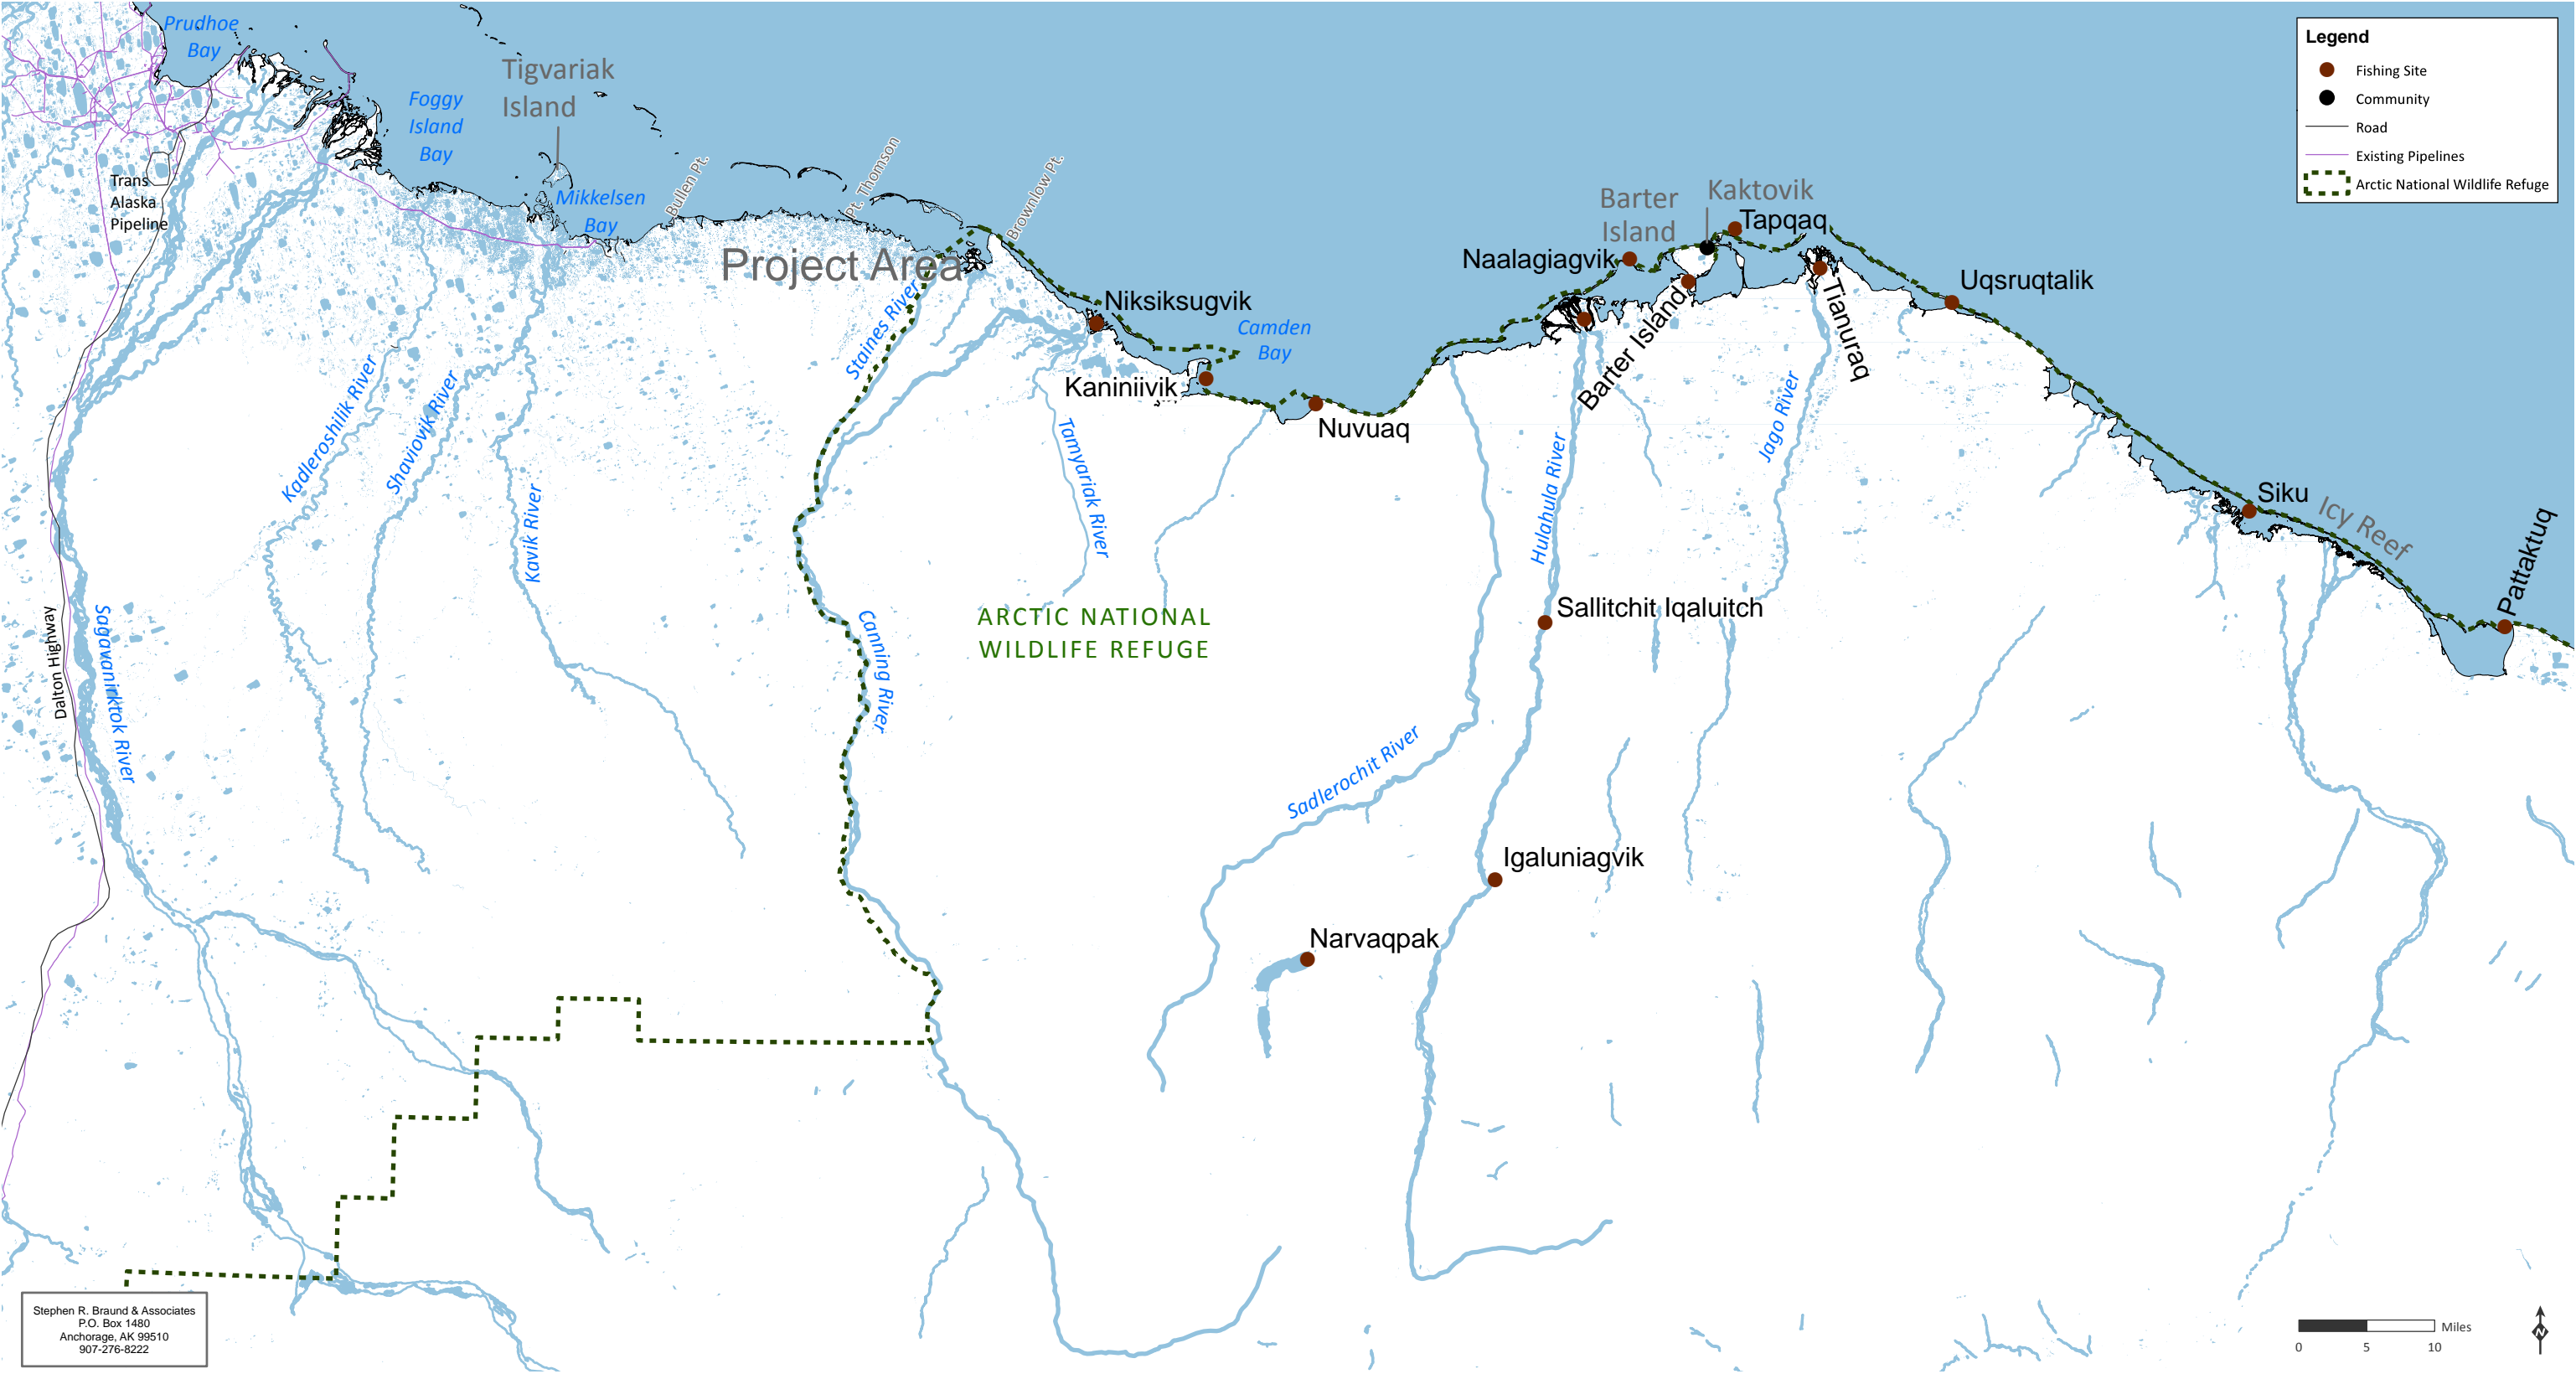 Prudhoe
Bay
Tigvariak
Island
Foggy
Island
Bay
Mikkelsen
Bay
Bullen Pt.
Pt. Thomson
Brownlow Pt.
Trans
Alaska
Pipeline
Project Area
Staines River
Niksiksugvik
Camden
Bay
Kaniniivik
Nuvuaq
Barter
Island
Kaktovik
Tapqaq
Naalagiagvik
Barter Island
Tianuraq
Uqsruqtalik
Siku
Icy Reef
Pattaktuq
Kadleroshilik River
Shaviovik River
Kavik River
Tamyariak River
Hulahula River
Jago River
Dalton Highway
Sagavanirktok River
Canning River
ARCTIC NATIONAL
WILDLIFE REFUGE
Sallitchit Iqaluitch
Sadlerochit River
Igaluniagvik
Narvaqpak
Legend
Fishing Site
Community
Road
Existing Pipelines
Arctic National Wildlife Refuge
Stephen R. Braund & Associates
P.O. Box 1480
Anchorage, AK 99510
907-276-8222
Miles
0 5 10
N